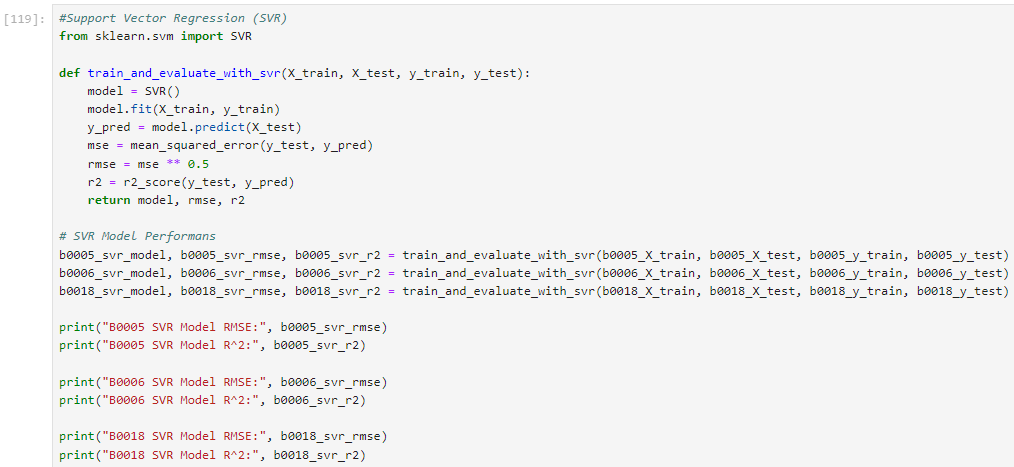 [119]:
#Support Vector Regression (SVR)
from sklearn.svm import SVR

def train_and_evaluate_with_svr(X_train, X_test, y_train, y_test):
    model = SVR()
    model.fit(X_train, y_train)
    y_pred = model.predict(X_test)
    mse = mean_squared_error(y_test, y_pred)
    rmse = mse ** 0.5
    r2 = r2_score(y_test, y_pred)
    return model, rmse, r2

# SVR Model Performans
b0005_svr_model, b0005_svr_rmse, b0005_svr_r2 = train_and_evaluate_with_svr(b0005_X_train, b0005_X_test, b0005_y_train, b0005_y_test)
b0006_svr_model, b0006_svr_rmse, b0006_svr_r2 = train_and_evaluate_with_svr(b0006_X_train, b0006_X_test, b0006_y_train, b0006_y_test)
b0018_svr_model, b0018_svr_rmse, b0018_svr_r2 = train_and_evaluate_with_svr(b0018_X_train, b0018_X_test, b0018_y_train, b0018_y_test)

print("B0005 SVR Model RMSE:", b0005_svr_rmse)
print("B0005 SVR Model R^2:", b0005_svr_r2)

print("B0006 SVR Model RMSE:", b0006_svr_rmse)
print("B0006 SVR Model R^2:", b0006_svr_r2)

print("B0018 SVR Model RMSE:", b0018_svr_rmse)
print("B0018 SVR Model R^2:", b0018_svr_r2)